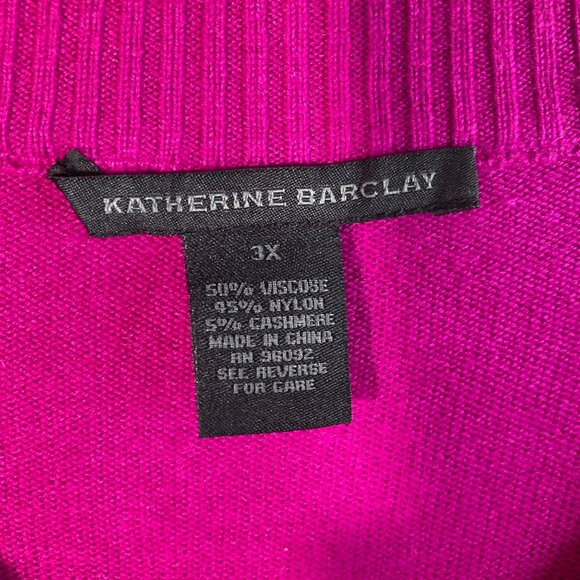 KATHERINE BARCLAY
3X
50% VISCOSE
45% NYLON
5% CASHMERE
MADE IN CHINA
RN 96092
SEE REVERSE
FOR CARE